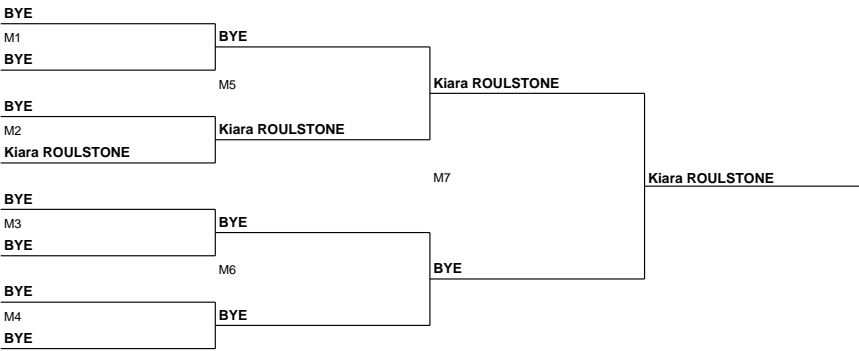 BYE
M1
BYE
BYE
M5
BYE
M2
Kiara ROULSTONE
Kiara ROULSTONE
Kiara ROULSTONE
M7
Kiara ROULSTONE
BYE
M3
BYE
BYE
M6
BYE
BYE
M4
BYE
BYE